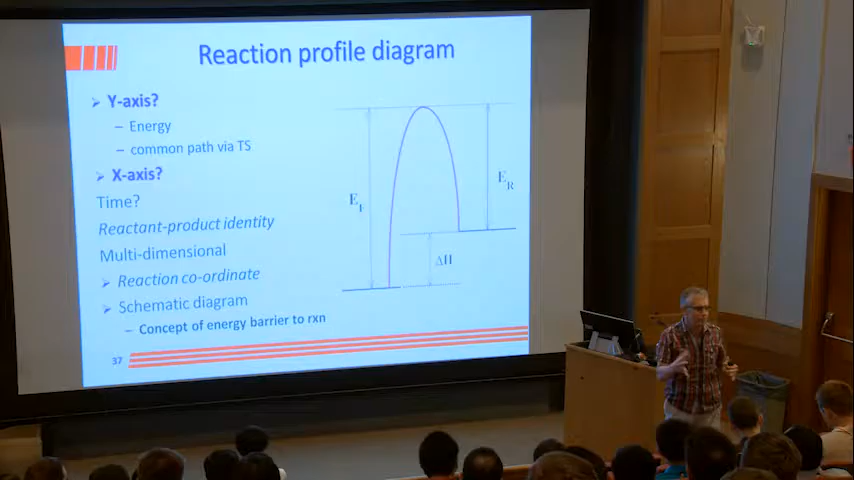 Reaction profile diagram
➢ Y-axis?
– Energy
– common path via TS
➢ X-axis?
Time?
Reactant-product identity
Multi-dimensional
➢ Reaction co-ordinate
➢ Schematic diagram
– Concept of energy barrier to rxn
37
E_F
E_R
ΔH